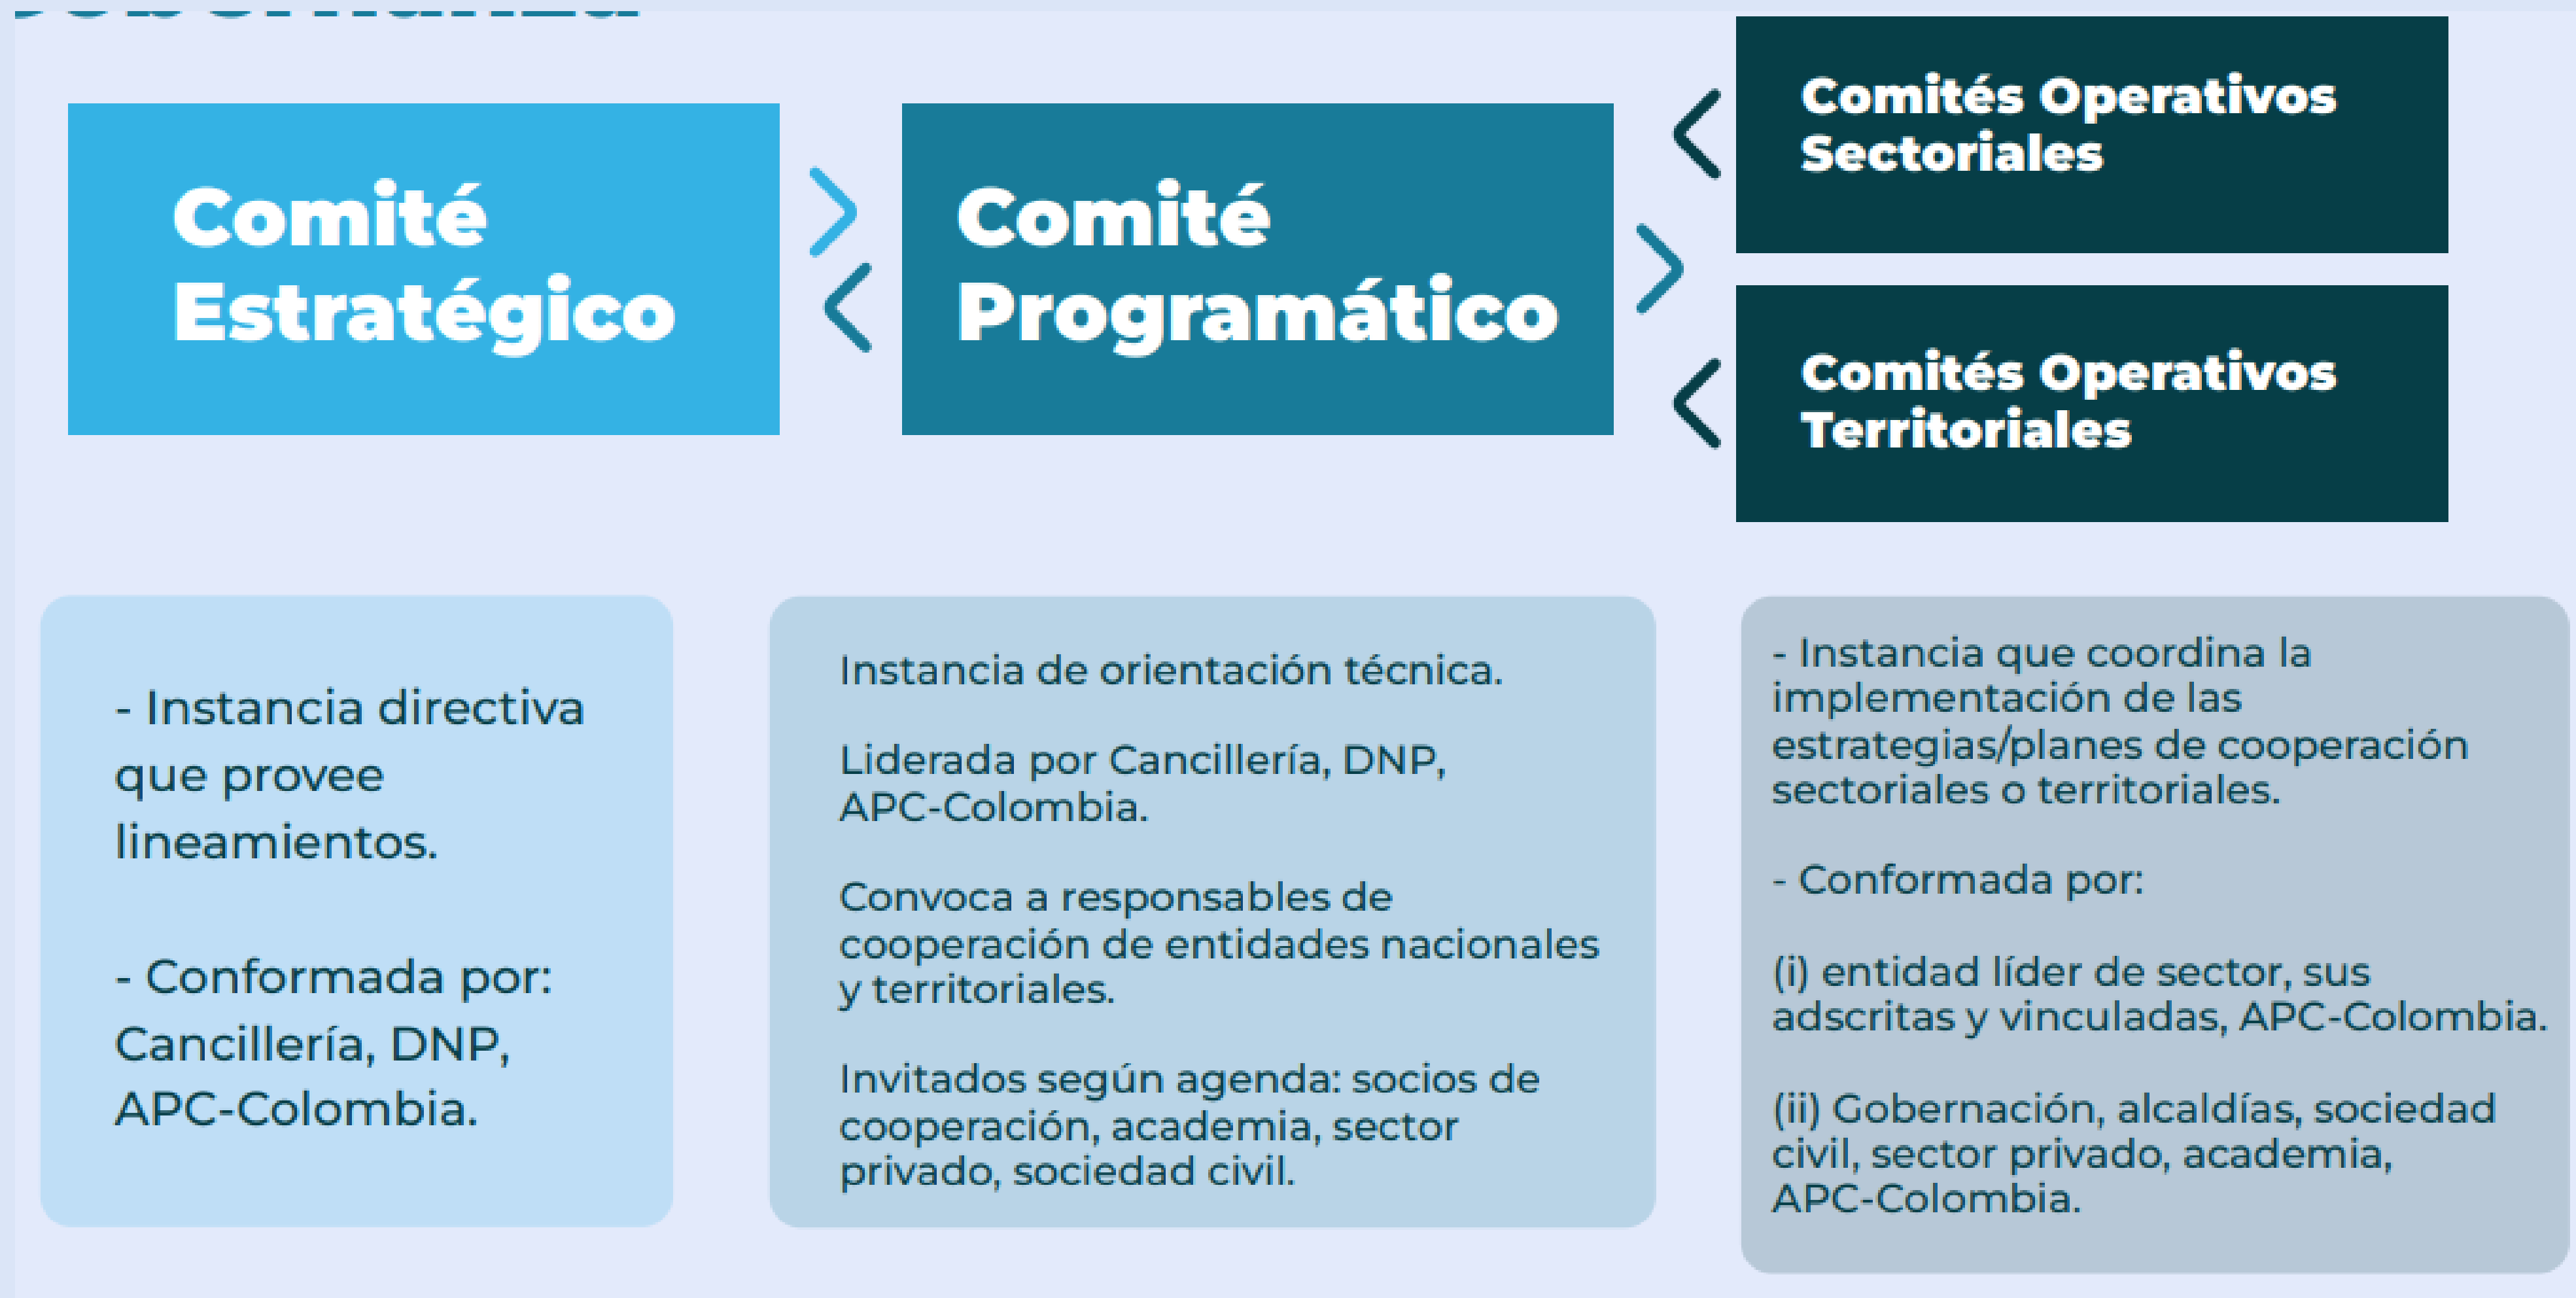 Comité
Estratégico
Comité
Programático
Comités Operativos
Sectoriales
Comités Operativos
Territoriales
- Instancia directiva
que provee
lineamientos.
- Conformada por:
Cancillería, DNP,
APC-Colombia.
Instancia de orientación técnica.
Liderada por Cancillería, DNP,
APC-Colombia.
Convoca a responsables de
cooperación de entidades nacionales
y territoriales.
Invitados según agenda: socios de
cooperación, academia, sector
privado, sociedad civil.
- Instancia que coordina la
implementación de las
estrategias/planes de cooperación
sectoriales o territoriales.
- Conformada por:
(i) entidad líder de sector, sus
adscritas y vinculadas, APC-Colombia.
(ii) Gobernación, alcaldías, sociedad
civil, sector privado, academia,
APC-Colombia.